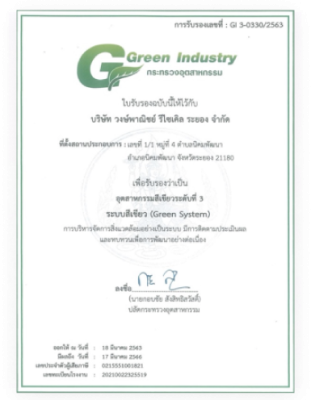 การรับรองเลขที่ : GI 3-0330/2563
Green Industry
กระทรวงอุตสาหกรรม
ใบรับรองฉบับนี้ให้ไว้กับ
บริษัท วงษ์พาณิชย์ รีไซเคิล ระยอง จำกัด
ที่ตั้งสถานประกอบการ : เลขที่ 1/1 หมู่ที่ 4 ตำบลนิคมพัฒนา
อำเภอนิคมพัฒนา จังหวัดระยอง 21180
เพื่อรับรองว่าเป็น
อุตสาหกรรมสีเขียวระดับที่ 3
ระบบสีเขียว (Green System)
การบริหารจัดการสิ่งแวดล้อมอย่างเป็นระบบ มีการติดตามประเมินผล
และทบทวนเพื่อการพัฒนาอย่างต่อเนื่อง
ลงชื่อ
(นายกอบชัย สังสิทธิสวัสดิ์)
ปลัดกระทรวงอุตสาหกรรม
ออกให้ ณ วันที่ : 18 มีนาคม 2563
มีผลถึง วันที่ : 17 มีนาคม 2566
เลขประจำตัวผู้เสียภาษี : 0215551001821
เลขทะเบียนโรงงาน : 20210022525519